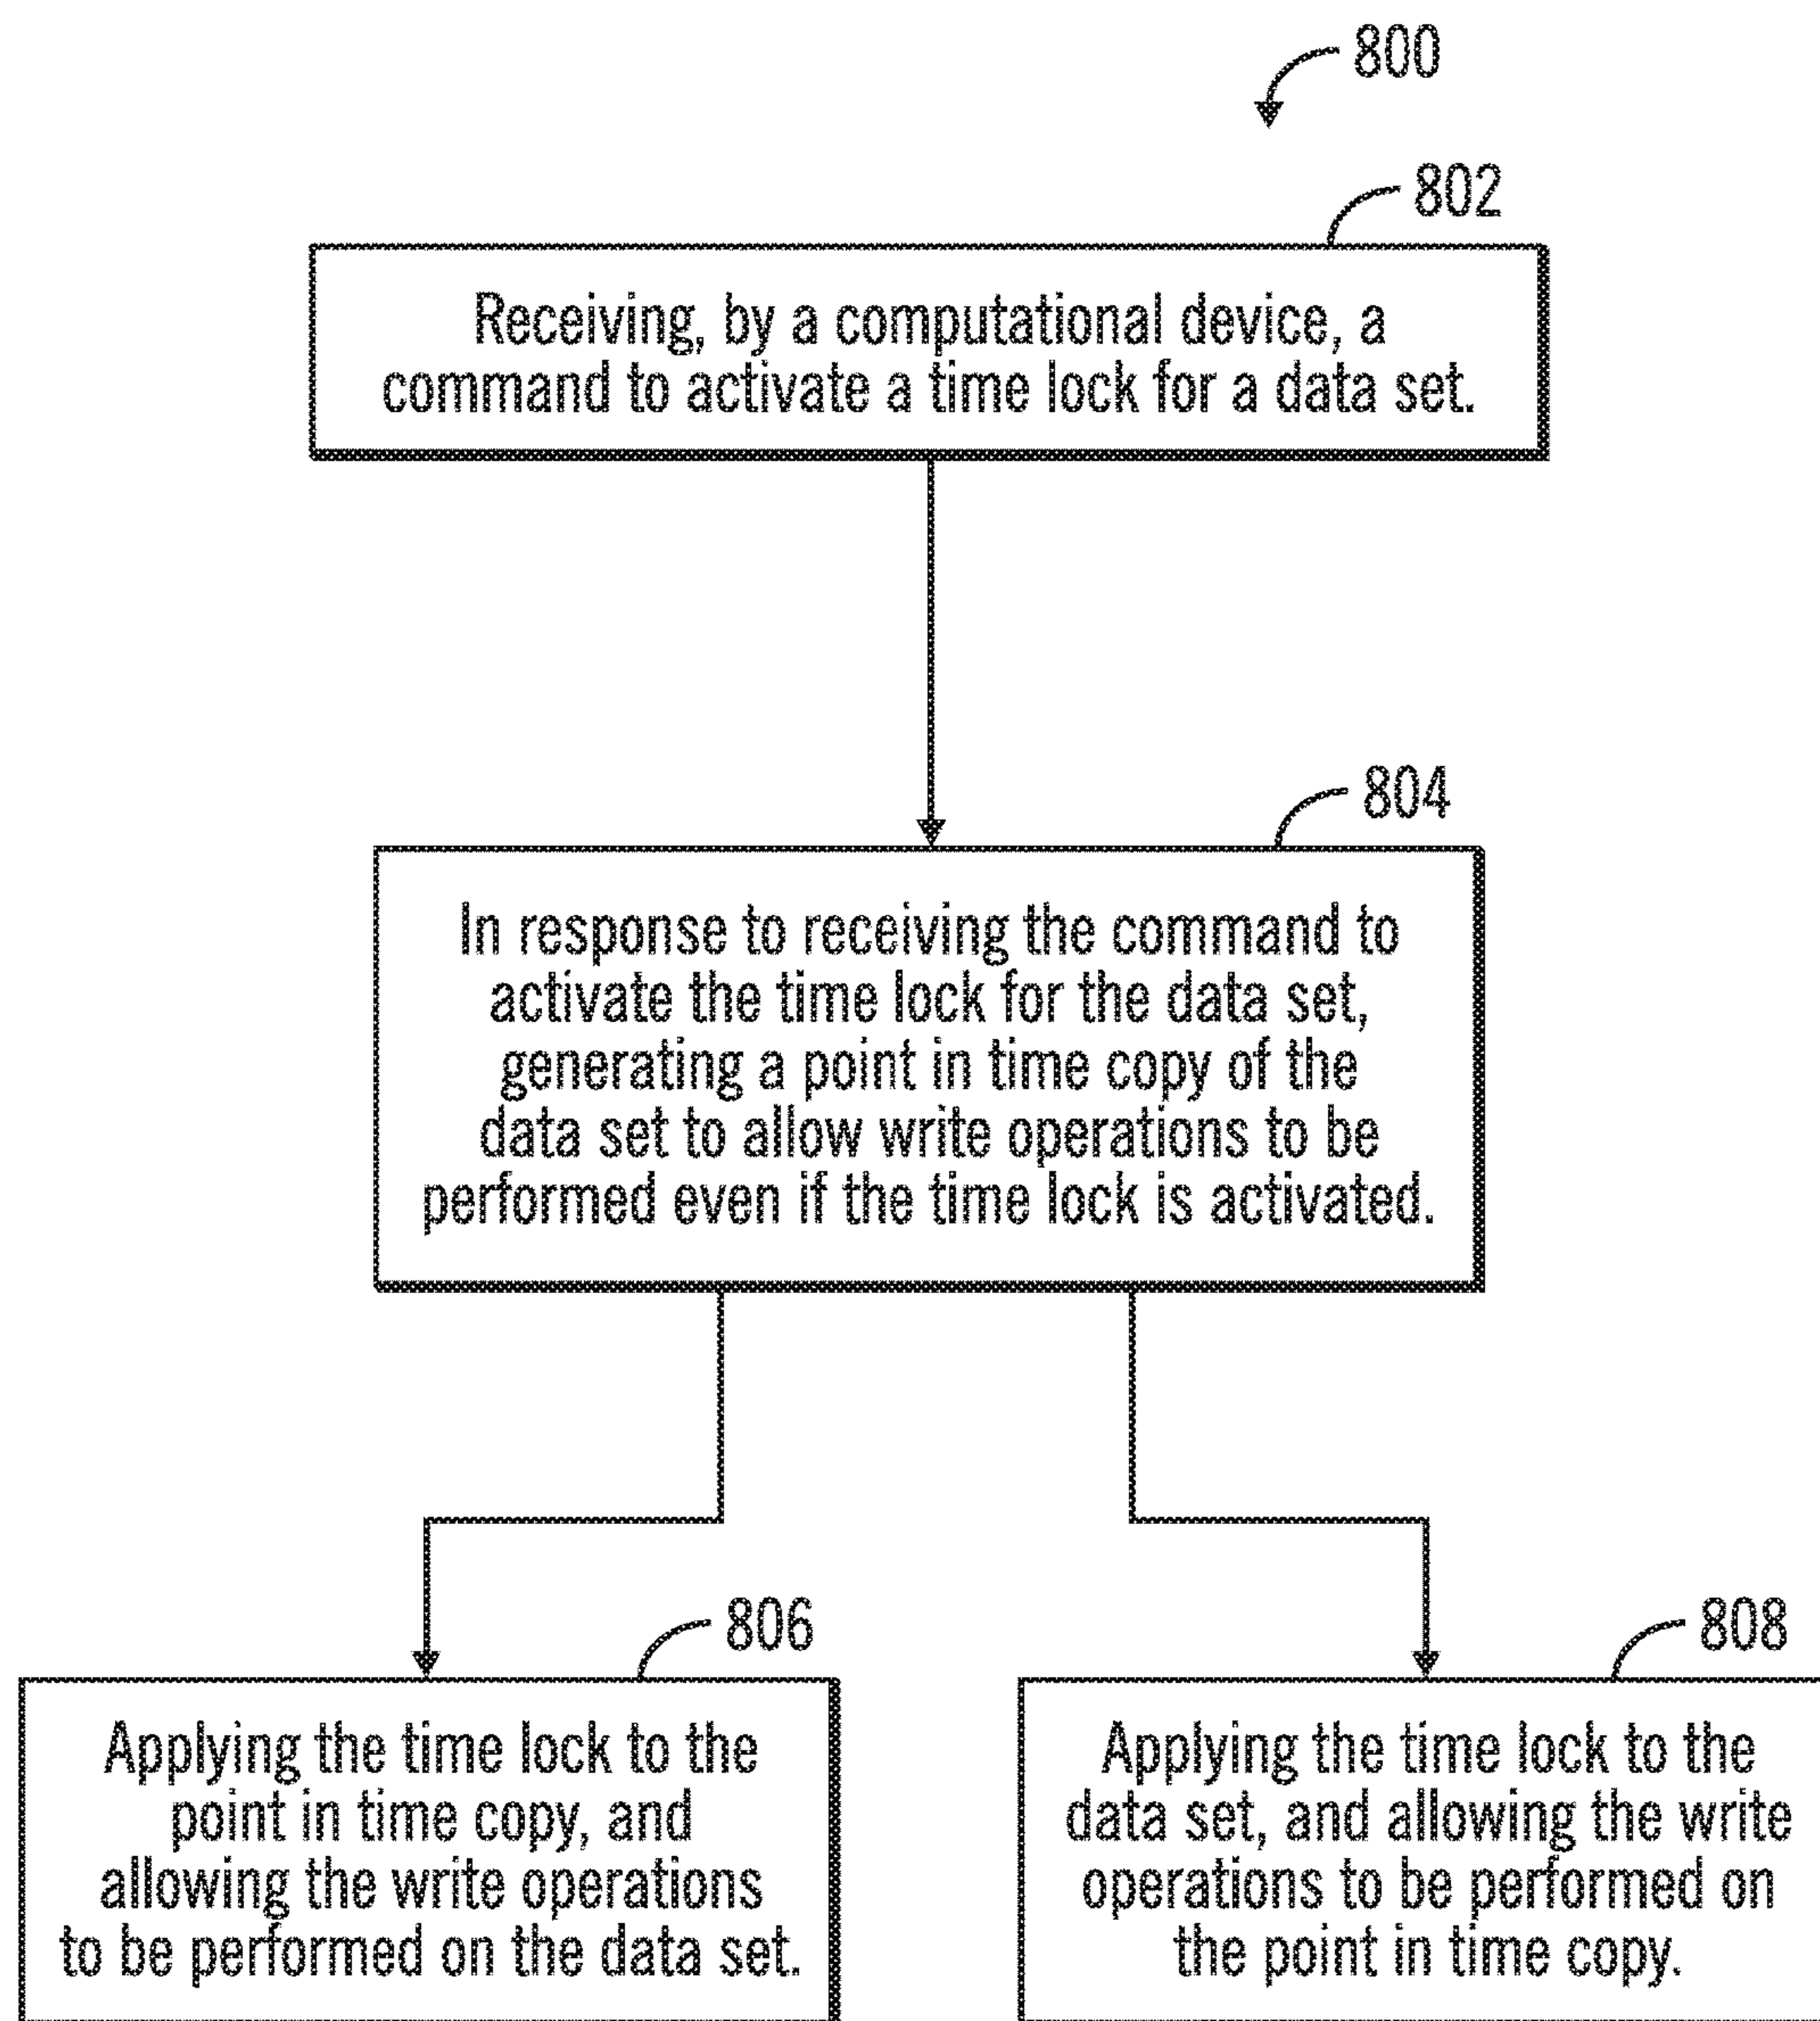 800
802
Receiving, by a computational device, a
command to activate a time lock for a data set.
804
In response to receiving the command to
activate the time lock for the data set,
generating a point in time copy of the
data set to allow write operations to be
performed even if the time lock is activated.
806
Applying the time lock to the
point in time copy, and
allowing the write operations
to be performed on the data set.
808
Applying the time lock to the
data set, and allowing the write
operations to be performed on
the point in time copy.